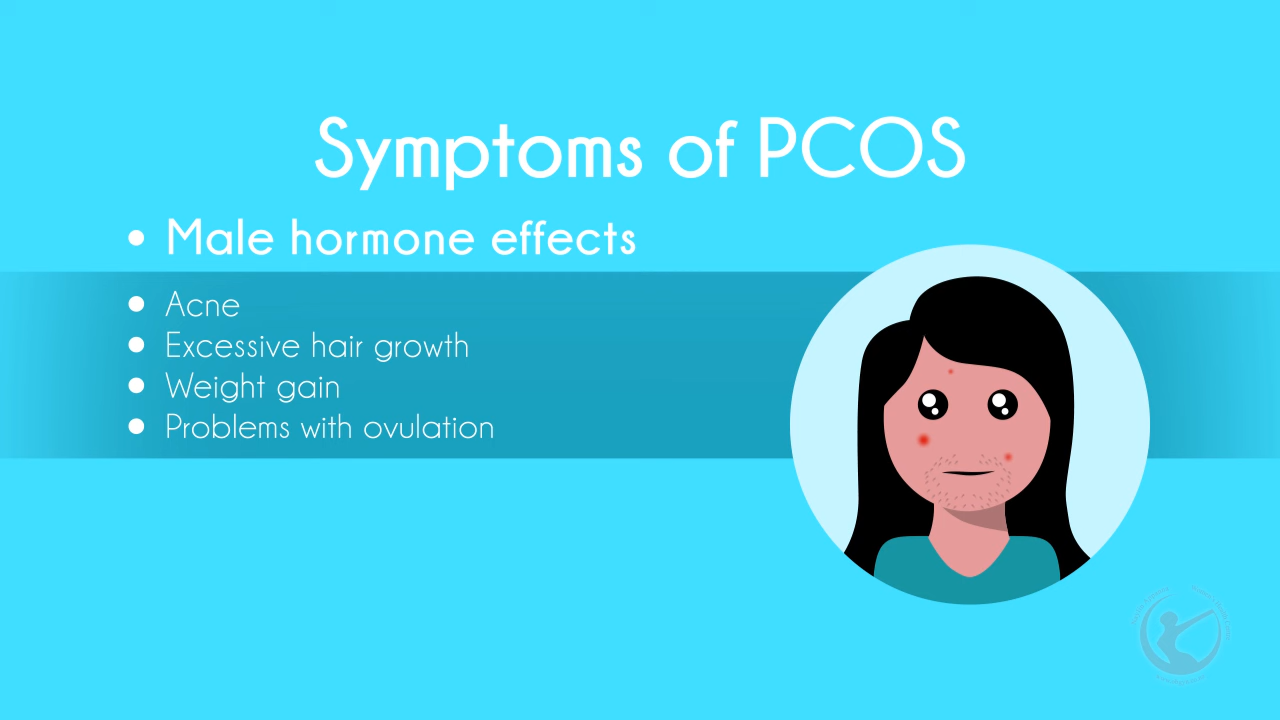 Symptoms of PCOS
• Male hormone effects
• Acne
• Excessive hair growth
• Weight gain
• Problems with ovulation